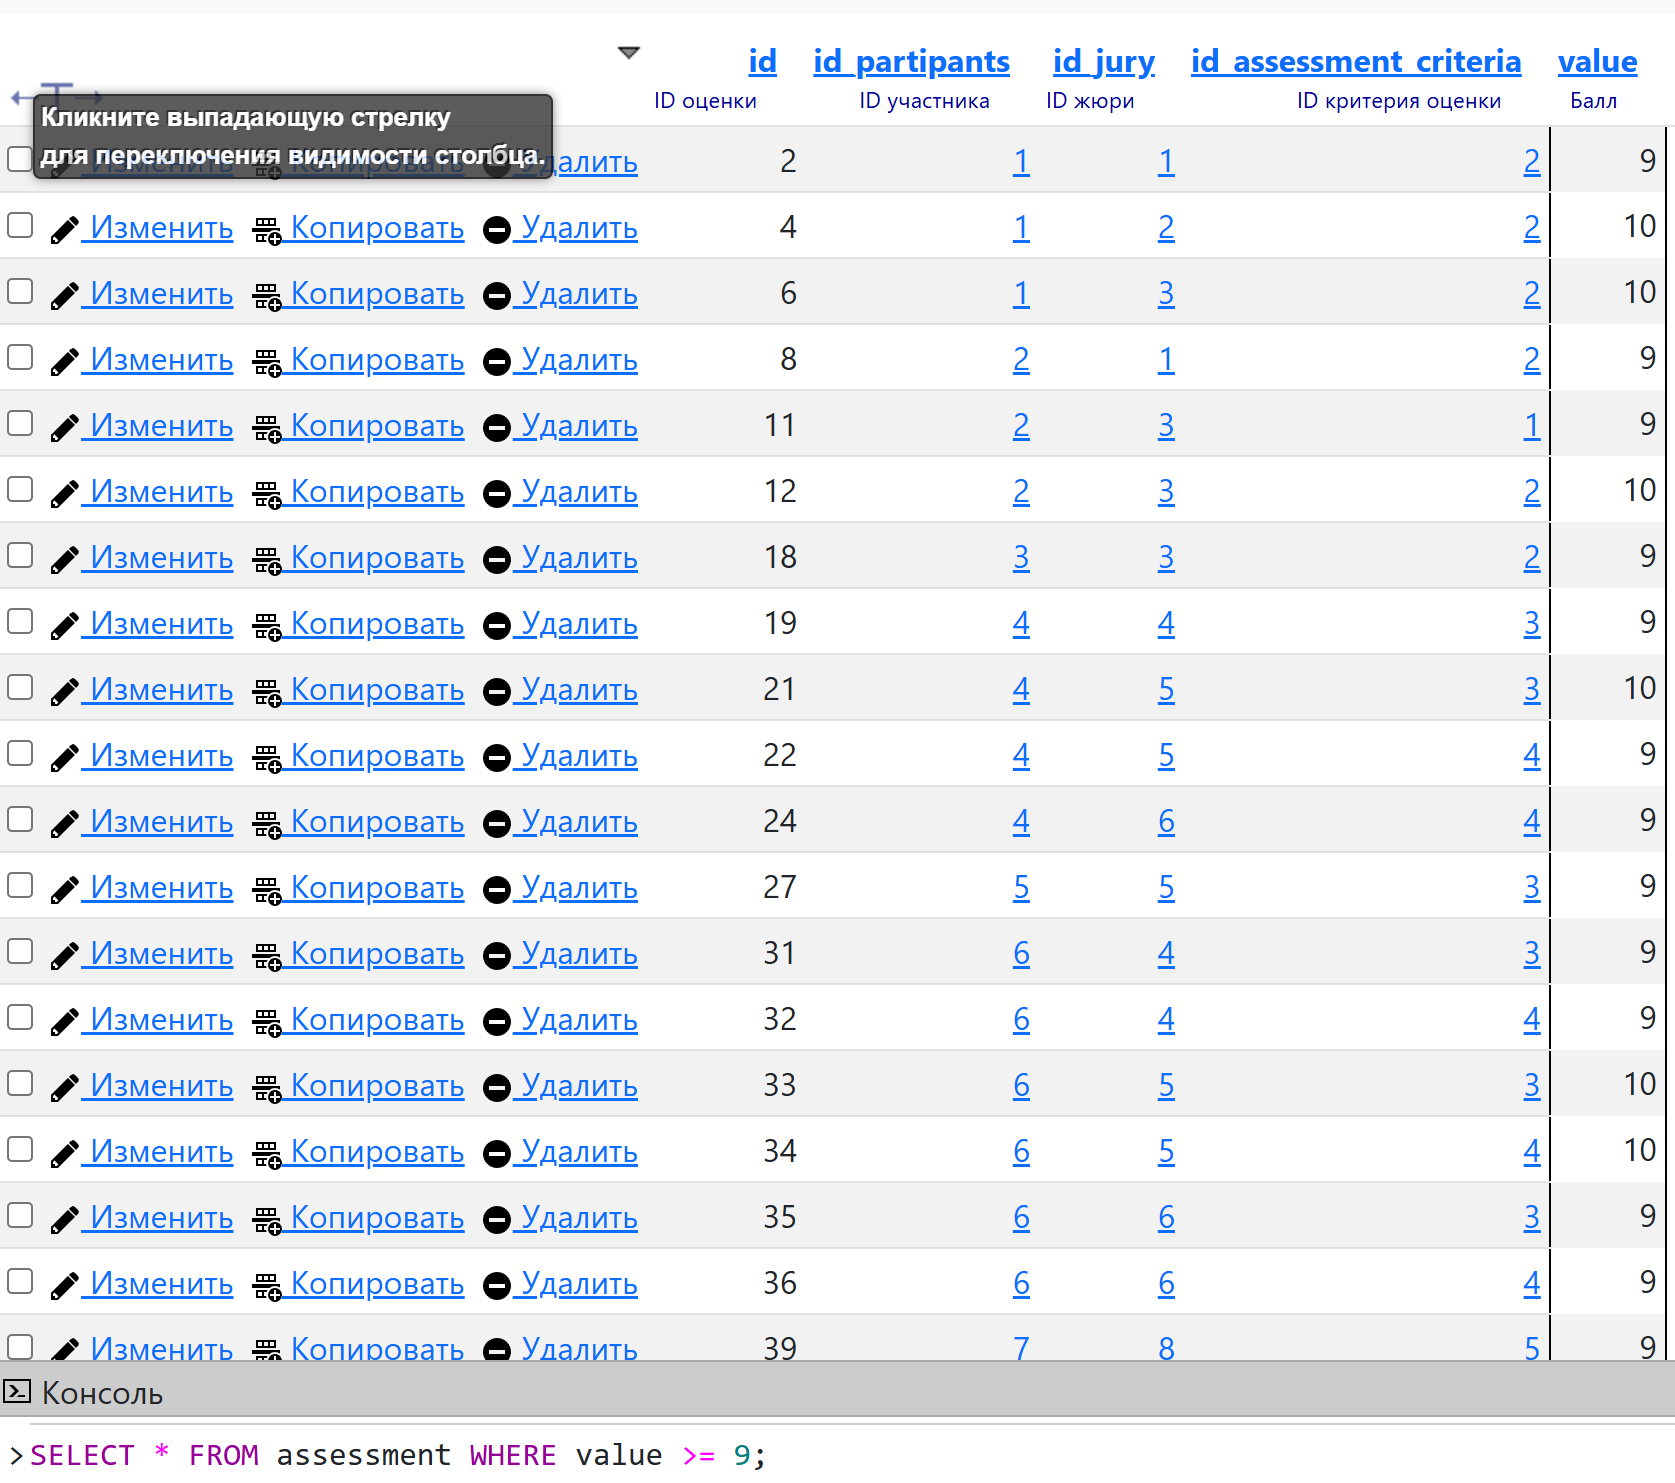 id id_partipants id_jury id_assessment_criteria value
ID оценки ID участника ID жюри ID критерия оценки Балл
Кликните выпадающую стрелку
для переключения видимости столбца.
Удалить 2 1 1 2 9
Изменить Копировать Удалить 4 1 2 2 10
Изменить Копировать Удалить 6 1 3 2 10
Изменить Копировать Удалить 8 2 1 2 9
Изменить Копировать Удалить 11 2 3 1 9
Изменить Копировать Удалить 12 2 3 2 10
Изменить Копировать Удалить 18 3 3 2 9
Изменить Копировать Удалить 19 4 4 3 9
Изменить Копировать Удалить 21 4 5 3 10
Изменить Копировать Удалить 22 4 5 4 9
Изменить Копировать Удалить 24 4 6 4 9
Изменить Копировать Удалить 27 5 5 3 9
Изменить Копировать Удалить 31 6 4 3 9
Изменить Копировать Удалить 32 6 4 4 9
Изменить Копировать Удалить 33 6 5 3 10
Изменить Копировать Удалить 34 6 5 4 10
Изменить Копировать Удалить 35 6 6 3 9
Изменить Копировать Удалить 36 6 6 4 9
Изменить Копировать Удалить 39 7 8 5 9
Консоль
>SELECT * FROM assessment WHERE value >= 9;